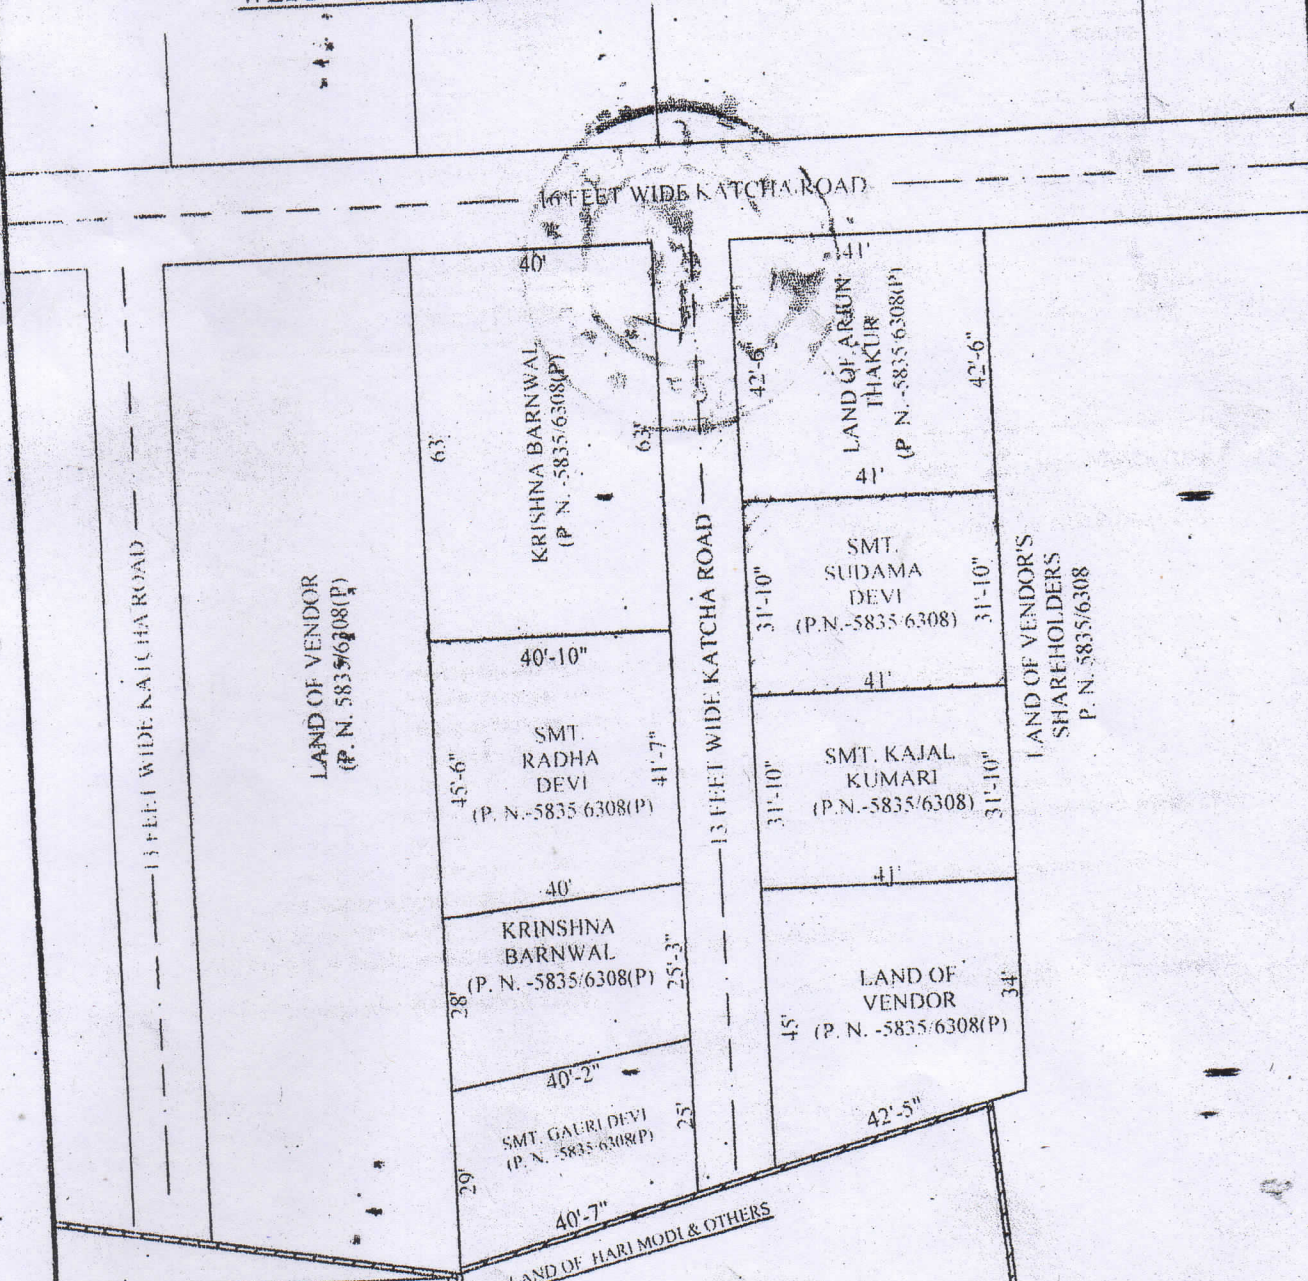 16 FEET WIDE KATCHA ROAD
40'
41'
KRISHNA BARNWAL
(P. N. -5835/6308(P)
63'
63'
LAND OF ARJUN
THAKUR
(P. N. -5835/6308(P)
42'-6"
42'-6"
41'
13 FEET WIDE KATCHA ROAD
LAND OF VENDOR
(P. N. 5835/6308(P)
13 FEET WIDE KATCHA ROAD
SMT.
SUDAMA
DEVI
(P.N.-5835/6308)
31'-10"
31'-10"
41'
LAND OF VENDOR'S
SHAREHOLDERS
P. N. 5835/6308
40'-10"
SMT.
RADHA
DEVI
(P. N.-5835/6308(P)
45'-6"
41'-7"
40'
SMT. KAJAL
KUMARI
(P.N.-5835/6308)
31'-10"
31'-10"
41'
KRINSHNA
BARNWAL
(P. N. -5835/6308(P)
28'
25'-3"
40'-2"
LAND OF
VENDOR
(P. N. -5835/6308(P)
45'
34'
42'-5"
SMT. GAURI DEVI
(P. N. -5835/6308(P)
29'
25'
40'-7"
LAND OF HARI MODI & OTHERS